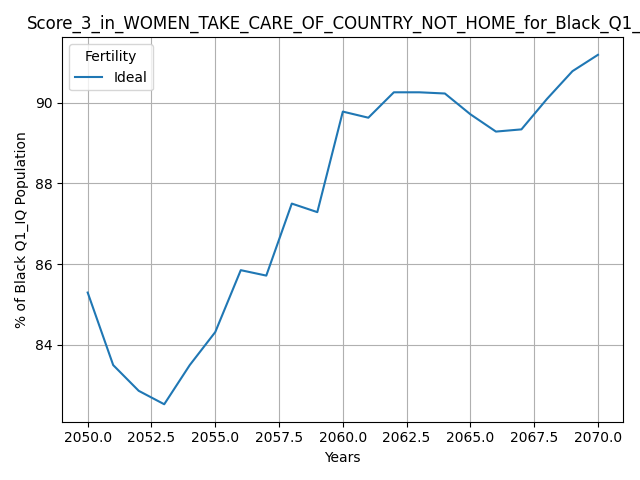 Score_3_in_WOMEN_TAKE_CARE_OF_COUNTRY_NOT_HOME_for_Black_Q1_
Fertility
Ideal
% of Black Q1_IQ Population
90
88
86
84
2050.0 2052.5 2055.0 2057.5 2060.0 2062.5 2065.0 2067.5 2070.0
Years